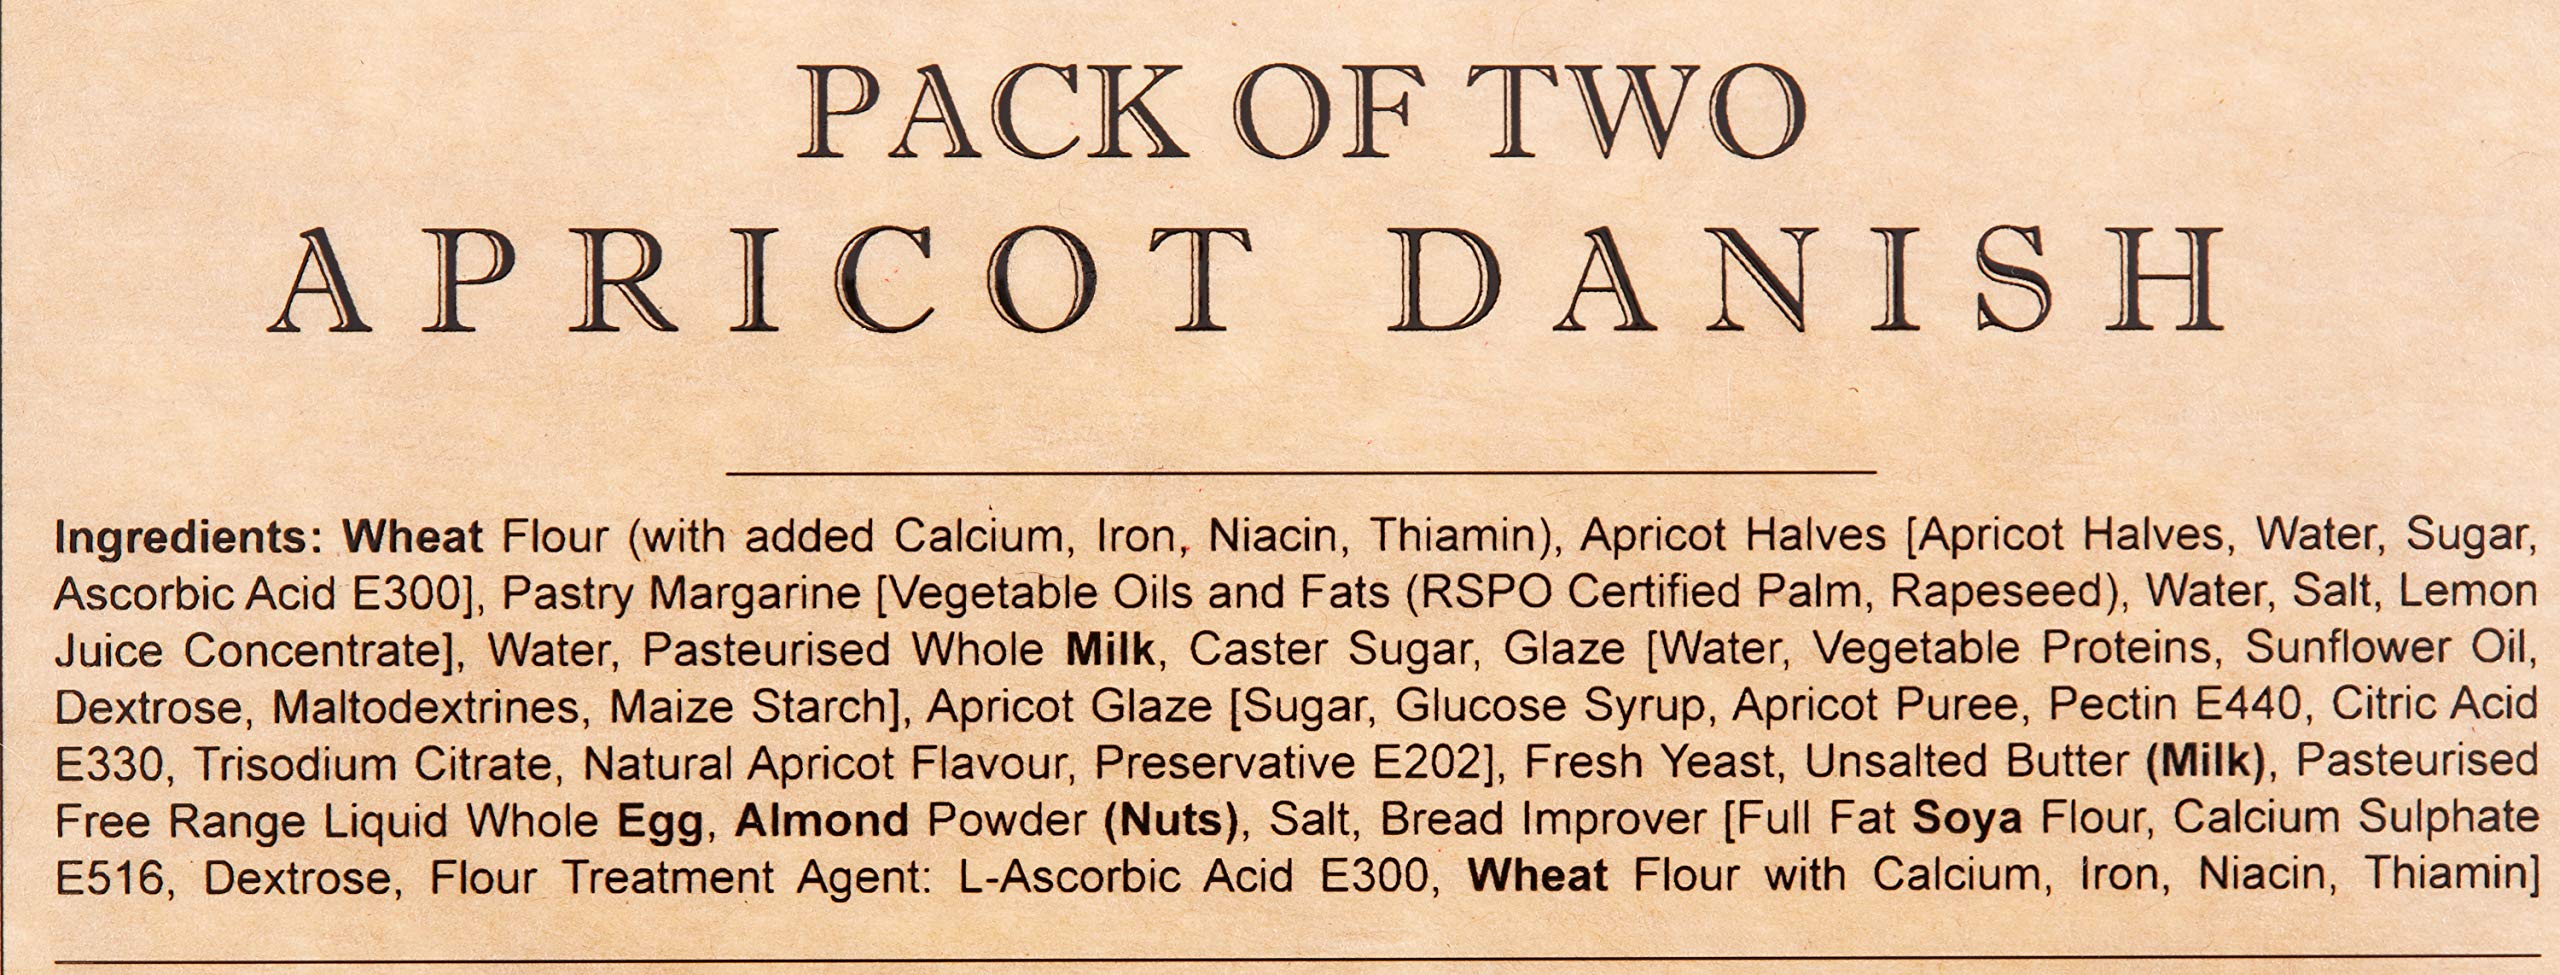 PACK OF TWO
APRICOT DANISH
Ingredients: Wheat Flour (with added Calcium, Iron, Niacin, Thiamin), Apricot Halves [Apricot Halves, Water, Sugar,
Ascorbic Acid E300], Pastry Margarine [Vegetable Oils and Fats (RSPO Certified Palm, Rapeseed), Water, Salt, Lemon
Juice Concentrate], Water, Pasteurised Whole Milk, Caster Sugar, Glaze [Water, Vegetable Proteins, Sunflower Oil,
Dextrose, Maltodextrines, Maize Starch], Apricot Glaze [Sugar, Glucose Syrup, Apricot Puree, Pectin E440, Citric Acid
E330, Trisodium Citrate, Natural Apricot Flavour, Preservative E202], Fresh Yeast, Unsalted Butter (Milk), Pasteurised
Free Range Liquid Whole Egg, Almond Powder (Nuts), Salt, Bread Improver [Full Fat Soya Flour, Calcium Sulphate
E516, Dextrose, Flour Treatment Agent: L-Ascorbic Acid E300, Wheat Flour with Calcium, Iron, Niacin, Thiamin]